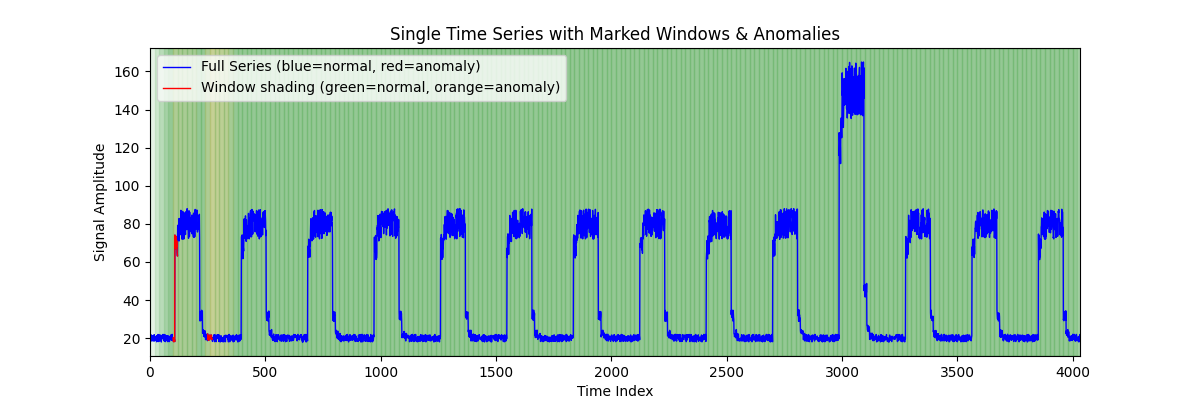 Single Time Series with Marked Windows & Anomalies
Full Series (blue=normal, red=anomaly)
Window shading (green=normal, orange=anomaly)
Signal Amplitude
160
140
120
100
80
60
40
20
0 500 1000 1500 2000 2500 3000 3500 4000
Time Index